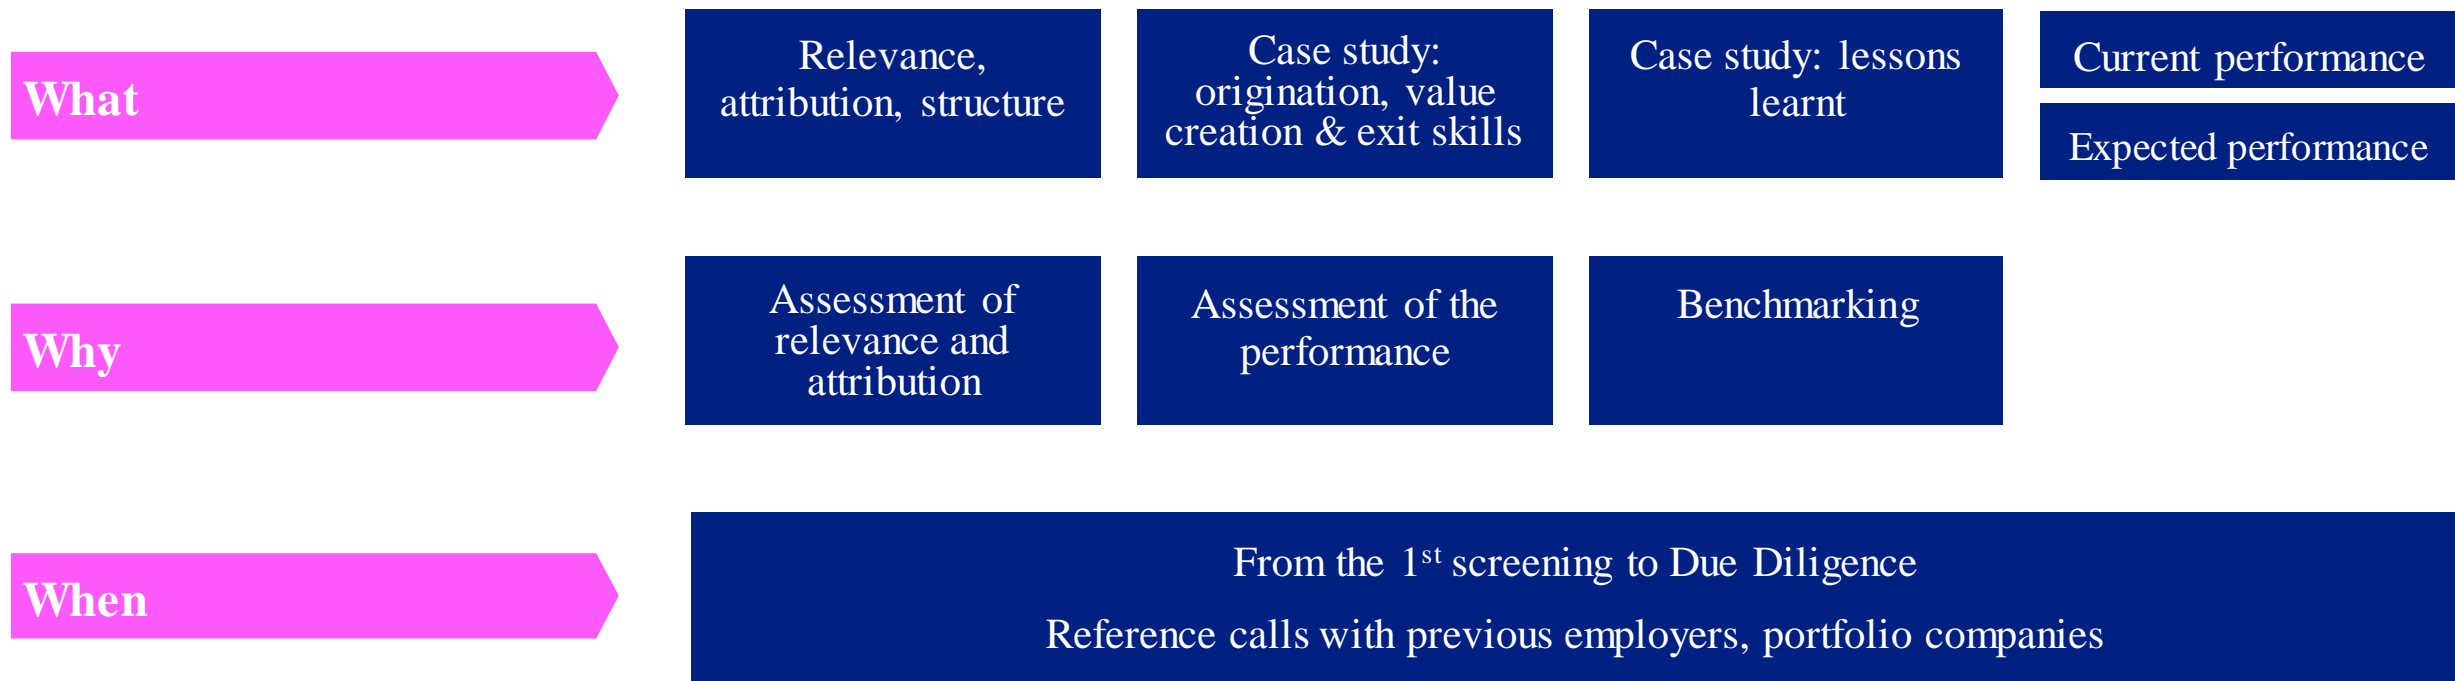 What
Relevance,
attribution, structure
Case study:
origination, value
creation & exit skills
Case study: lessons
learnt
Current performance
Expected performance
Why
Assessment of
relevance and
attribution
Assessment of the
performance
Benchmarking
When
From the 1st screening to Due Diligence
Reference calls with previous employers, portfolio companies